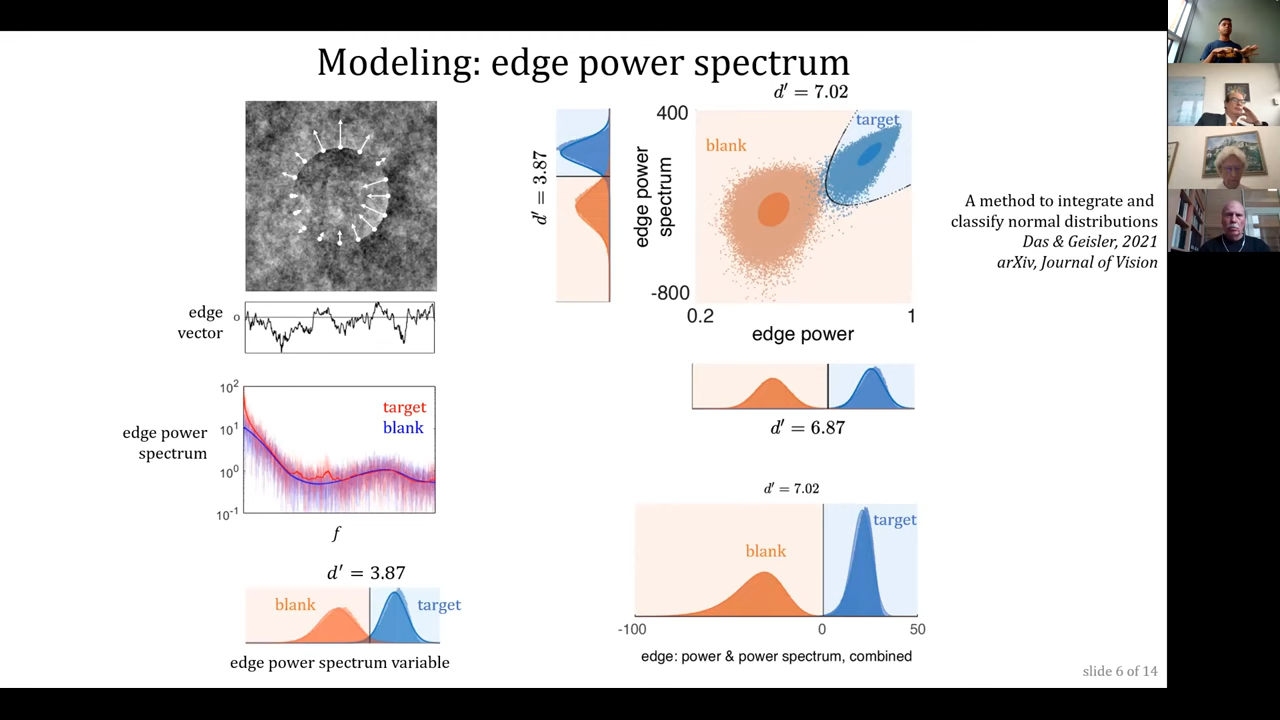 Modeling: edge power spectrum
edge
vector
o
edge power
spectrum
10²
10¹
10⁰
10⁻¹
target
blank
f
d′ = 3.87
blank
target
edge power spectrum variable
d′ = 7.02
d′ = 3.87
edge power
spectrum
400
-800
blank
target
0.2
1
edge power
d′ = 6.87
d′ = 7.02
blank
target
-100
0
50
edge: power & power spectrum, combined
A method to integrate and
classify normal distributions
Das & Geisler, 2021
arXiv, Journal of Vision
slide 6 of 14